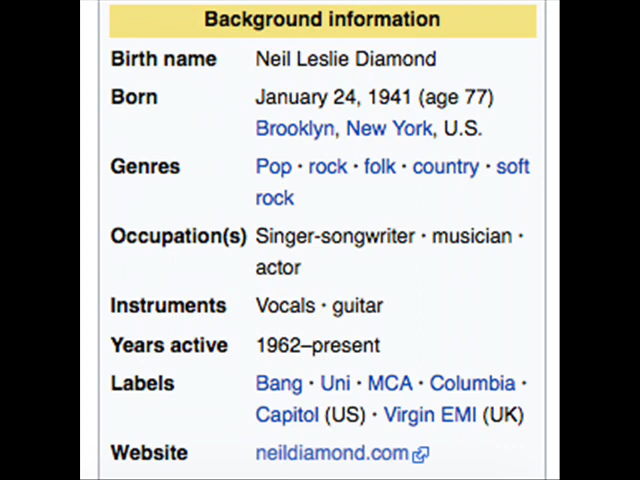 Background information
Birth name Neil Leslie Diamond
Born January 24, 1941 (age 77)
Brooklyn, New York, U.S.
Genres Pop · rock · folk · country · soft
rock
Occupation(s) Singer-songwriter · musician ·
actor
Instruments Vocals · guitar
Years active 1962–present
Labels Bang · Uni · MCA · Columbia ·
Capitol (US) · Virgin EMI (UK)
Website neildiamond.com